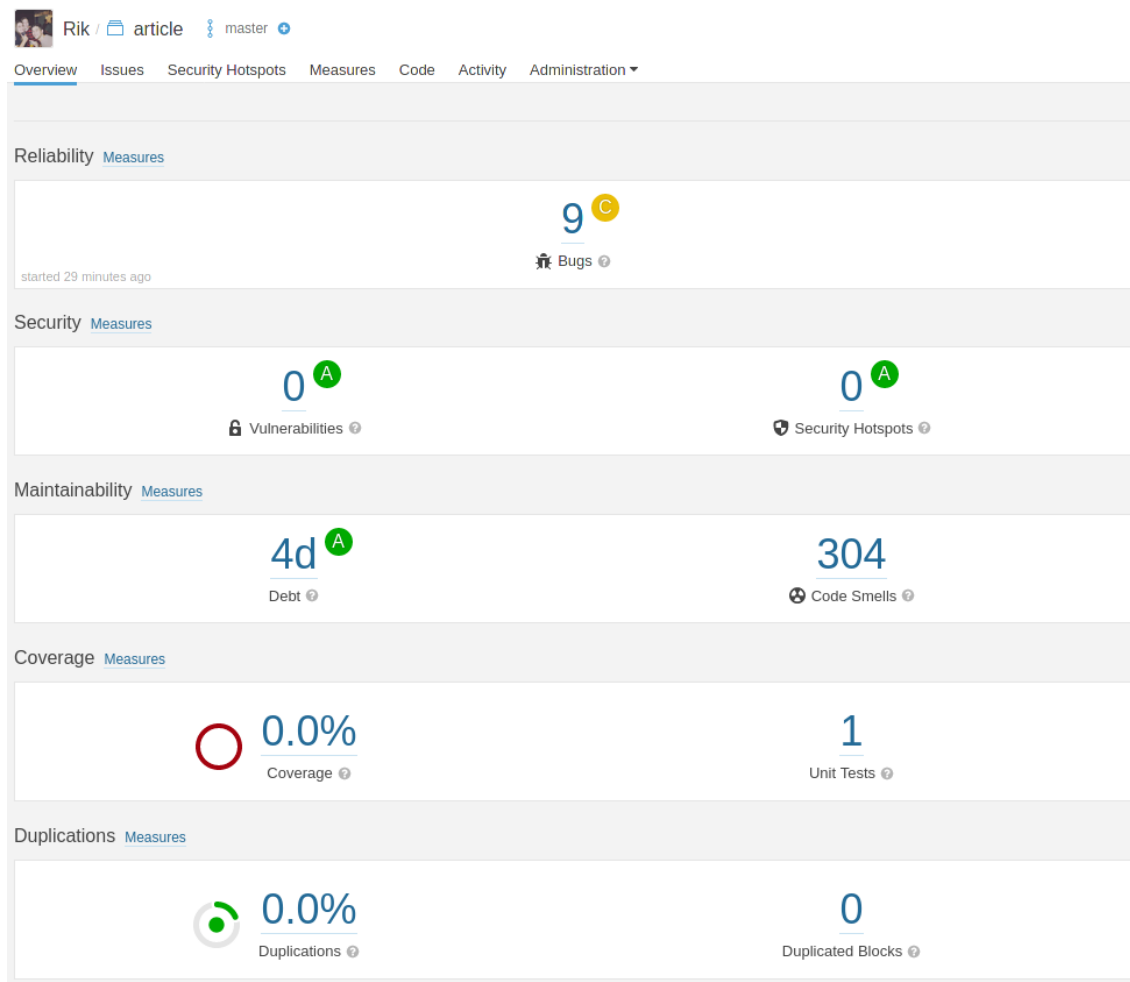 Rik / article master
Overview Issues Security Hotspots Measures Code Activity Administration
Reliability Measures
9 C
Bugs ?
started 29 minutes ago
Security Measures
0 A 0 A
Vulnerabilities ? Security Hotspots ?
Maintainability Measures
4d A 304
Debt ? Code Smells ?
Coverage Measures
0.0% 1
Coverage ? Unit Tests ?
Duplications Measures
0.0% 0
Duplications ? Duplicated Blocks ?